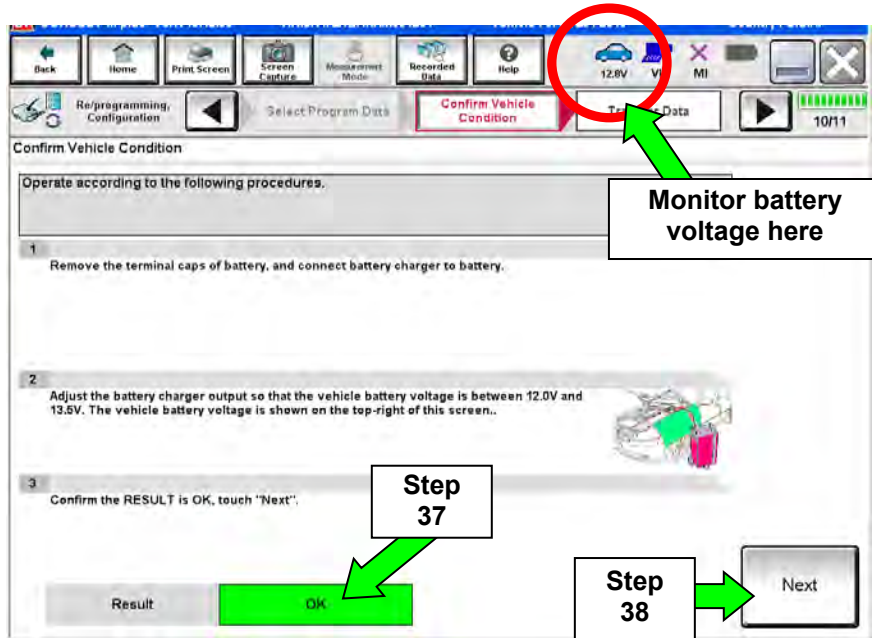 Back
Home
Print Screen
Screen
Capture
Measurement
Mode
Recorded
Data
Help
12.8V
VI
MI
Re/programming,
Configuration
Select Program Data
Confirm Vehicle
Condition
Data
10/11
Confirm Vehicle Condition
Operate according to the following procedures.
Monitor battery
voltage here
1
Remove the terminal caps of battery, and connect battery charger to battery.
2
Adjust the battery charger output so that the vehicle battery voltage is between 12.0V and
13.5V. The vehicle battery voltage is shown on the top-right of this screen..
3
Confirm the RESULT is OK, touch "Next".
Step
37
Result
OK
Step
38
Next